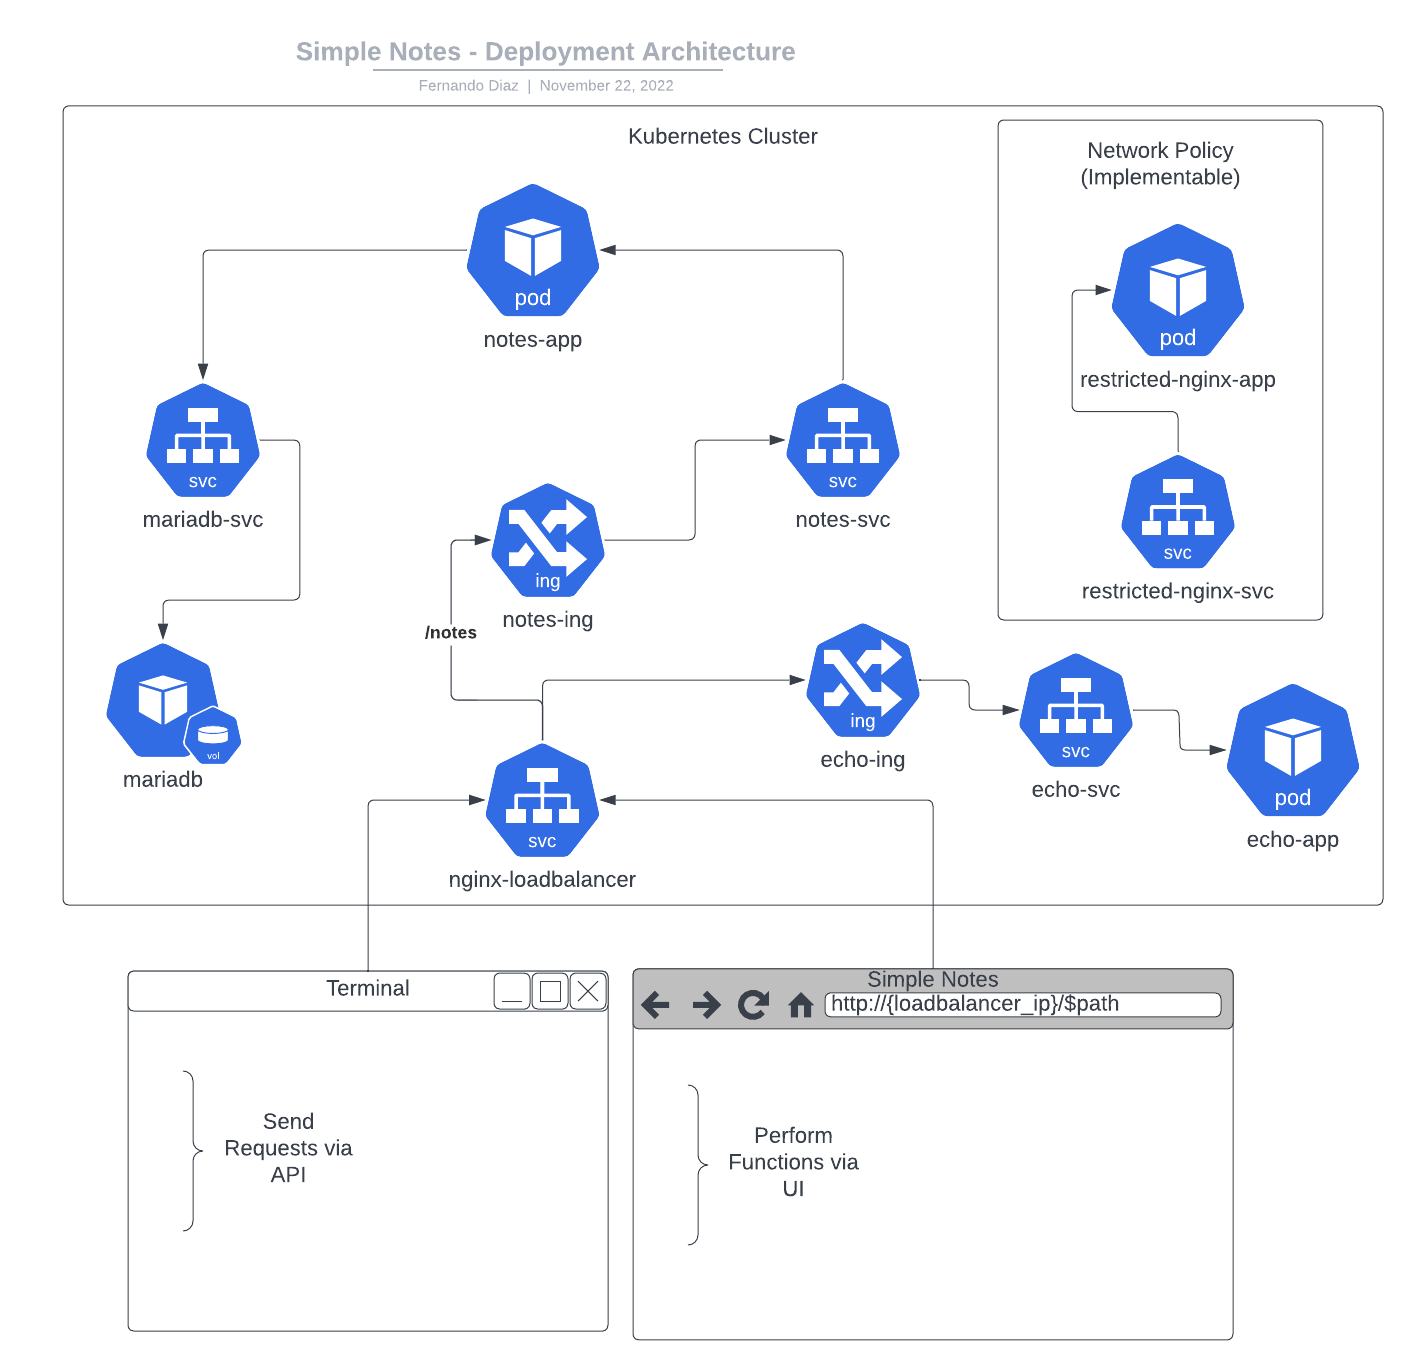 Simple Notes - Deployment Architecture
Fernando Diaz | November 22, 2022
Kubernetes Cluster
Network Policy
(Implementable)
pod
notes-app
pod
restricted-nginx-app
svc
mariadb-svc
svc
notes-svc
ing
notes-ing
svc
restricted-nginx-svc
/notes
vol
mariadb
ing
echo-ing
svc
echo-svc
pod
echo-app
svc
nginx-loadbalancer
Terminal
Simple Notes
http://{loadbalancer_ip}/$path
Send
Requests via
API
Perform
Functions via
UI